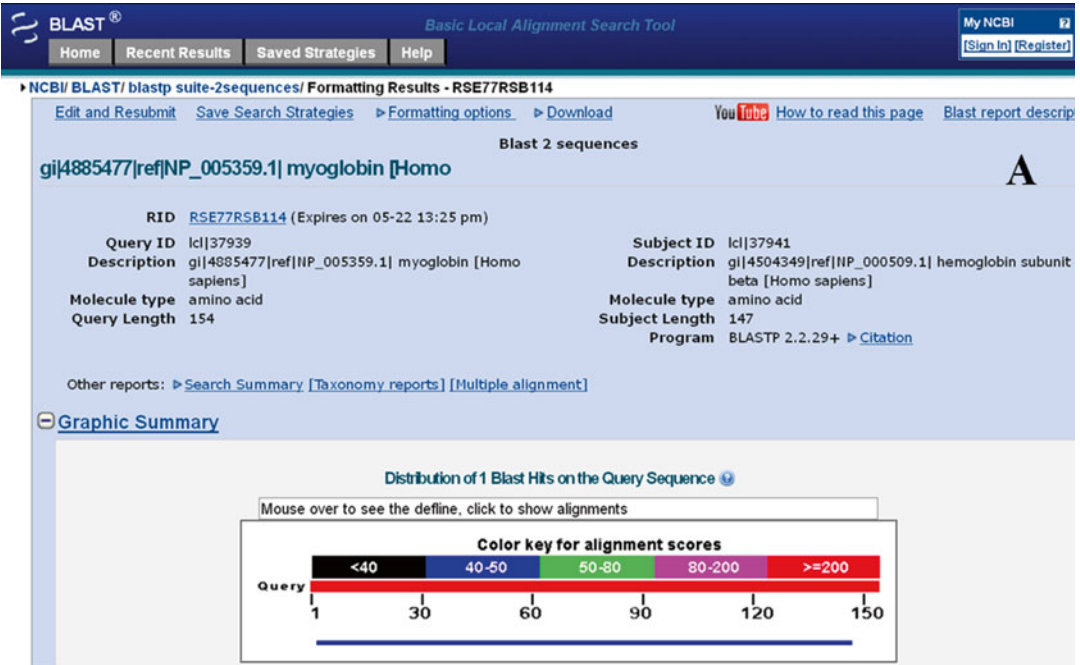 BLAST® Basic Local Alignment Search Tool My NCBI
Home Recent Results Saved Strategies Help [Sign In] [Register]
NCBI/ BLAST/ blastp suite-2sequences/ Formatting Results - RSE77RSB114
Edit and Resubmit Save Search Strategies Formatting options Download YouTube How to read this page Blast report descrip
Blast 2 sequences
gi|4885477|ref|NP_005359.1| myoglobin [Homo
A
RID RSE77RSB114 (Expires on 05-22 13:25 pm)
Query ID lcl|37939
Description gi|4885477|ref|NP_005359.1| myoglobin [Homo
sapiens]
Molecule type amino acid
Query Length 154
Subject ID lcl|37941
Description gi|4504349|ref|NP_000509.1| hemoglobin subunit
beta [Homo sapiens]
Molecule type amino acid
Subject Length 147
Program BLASTP 2.2.29+ Citation
Other reports: Search Summary [Taxonomy reports] [Multiple alignment]
Graphic Summary
Distribution of 1 Blast Hits on the Query Sequence
Mouse over to see the defline, click to show alignments
Color key for alignment scores
<40 40-50 50-80 80-200 >=200
Query
1 30 60 90 120 150